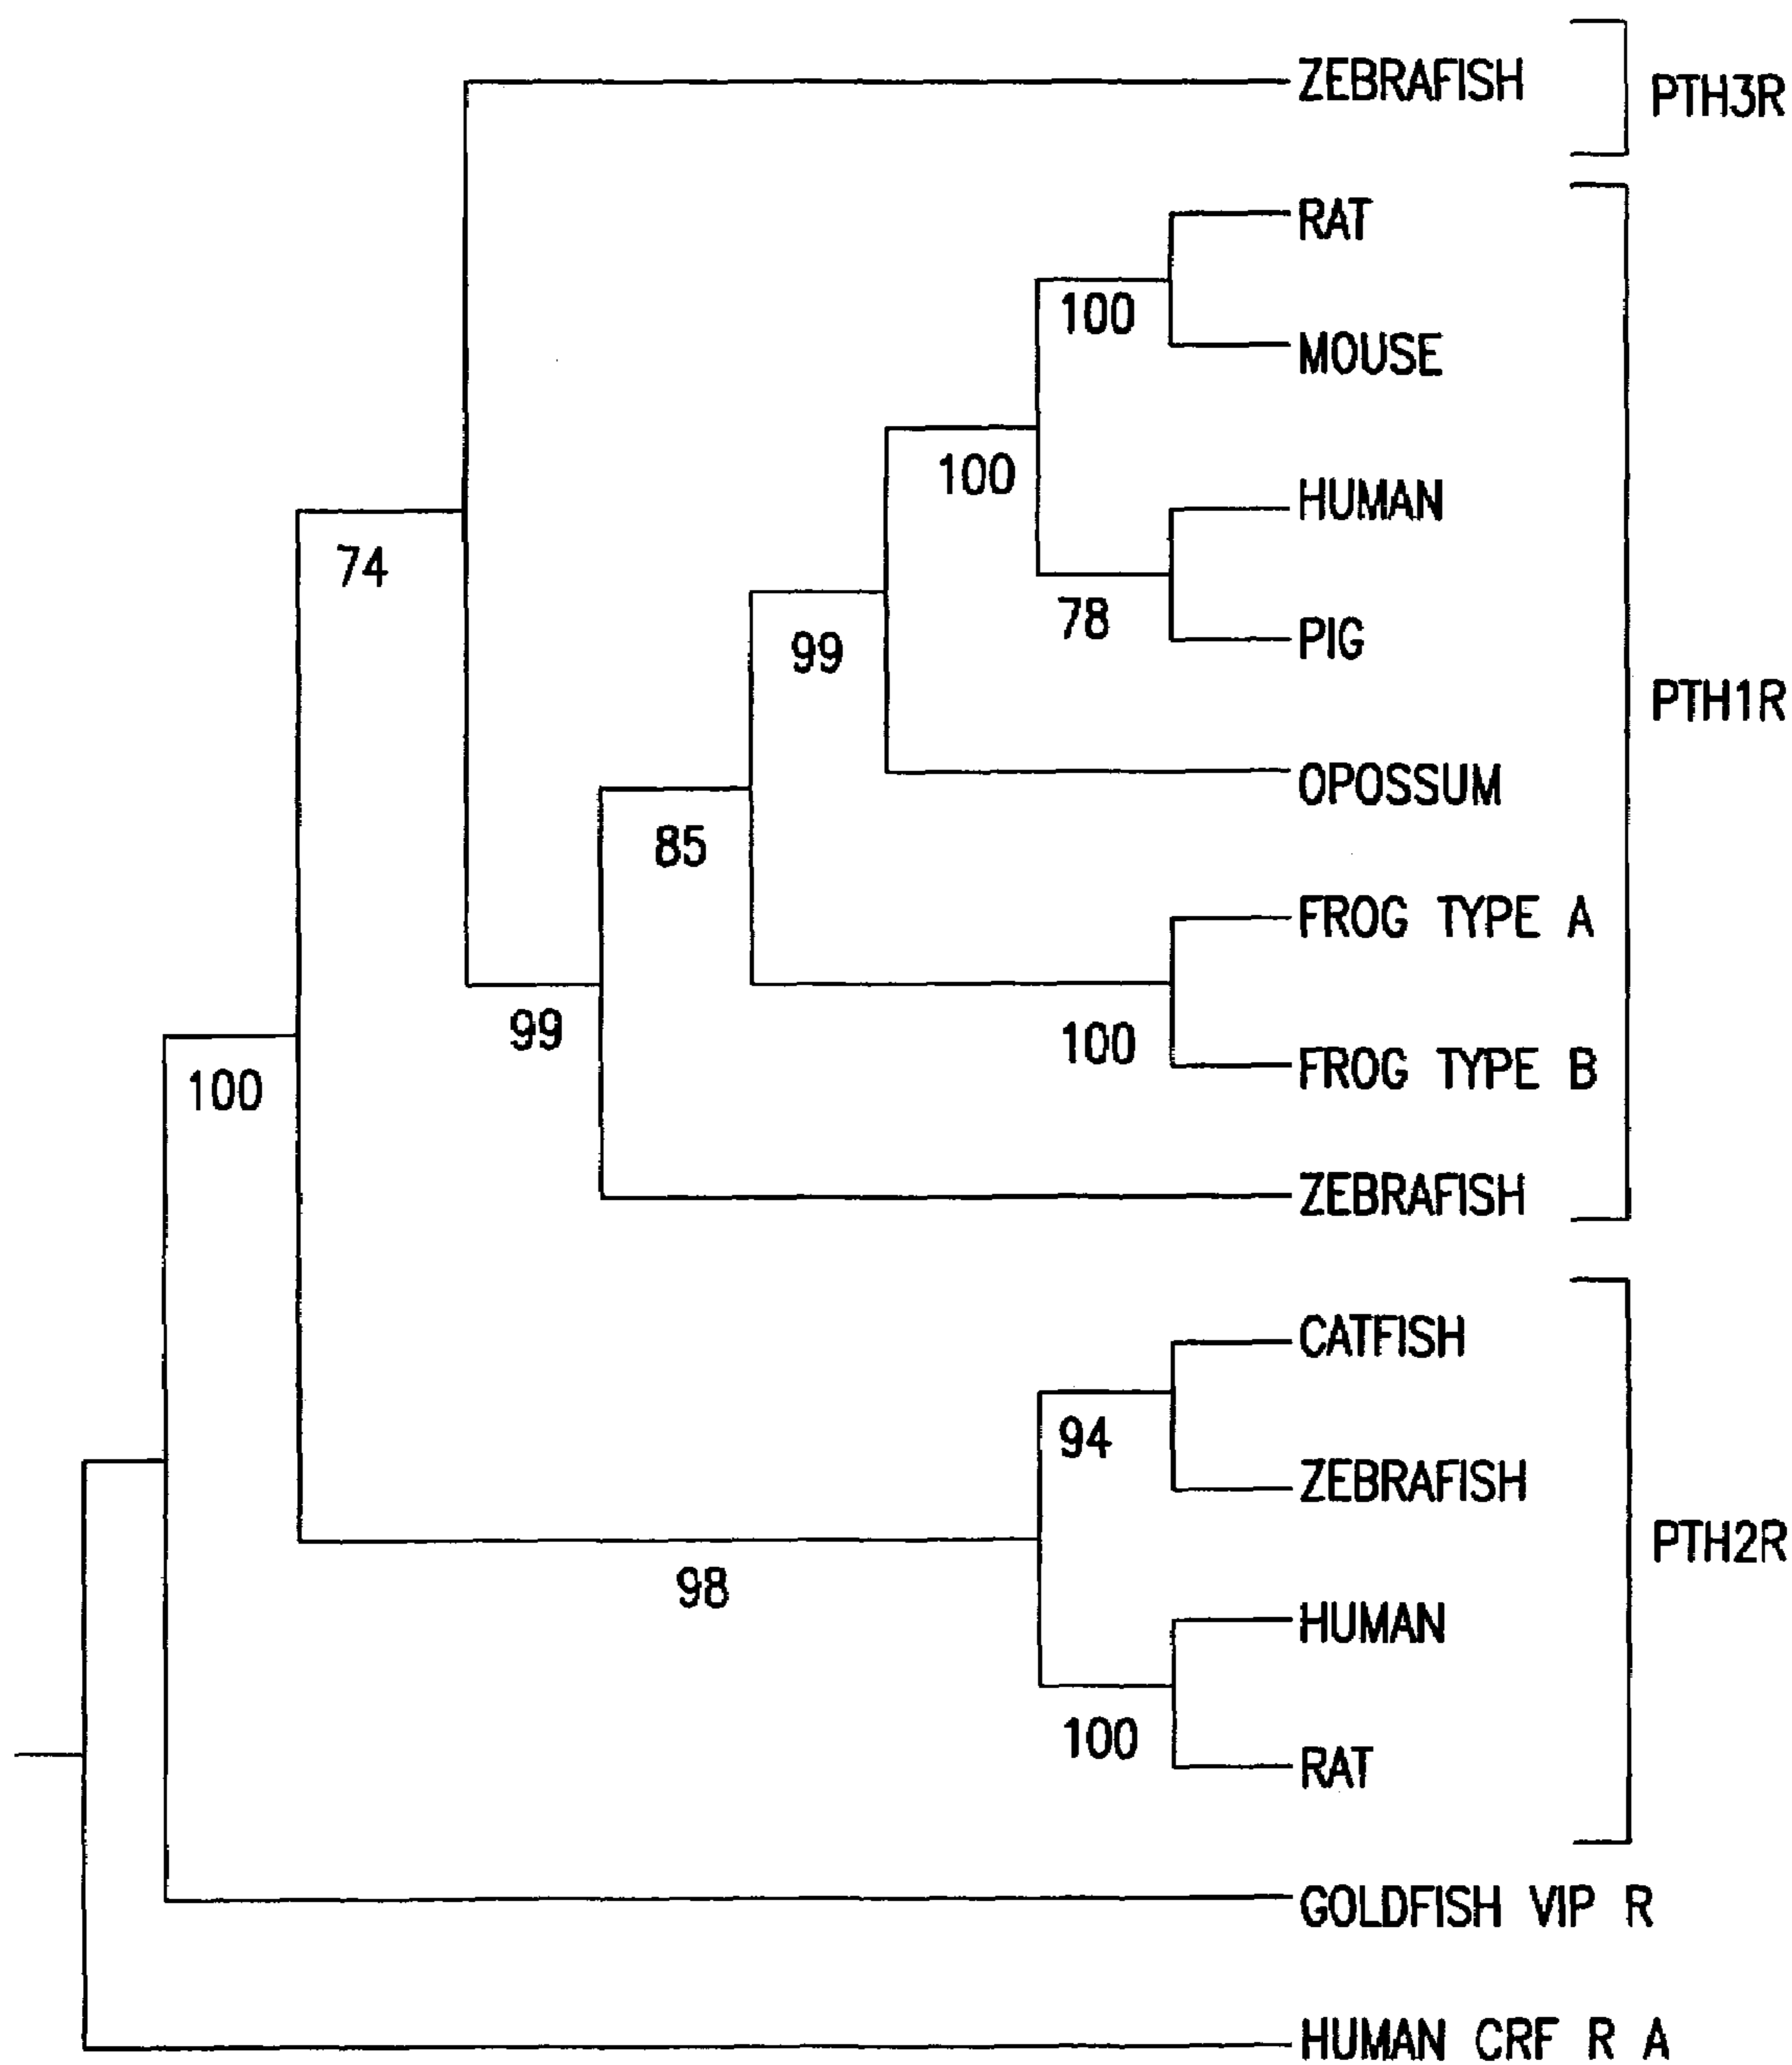 ZEBRAFISH
PTH3R
RAT
100
MOUSE
100
HUMAN
74
78
PIG
99
PTH1R
OPOSSUM
85
FROG TYPE A
99
100
FROG TYPE B
100
ZEBRAFISH
CATFISH
94
ZEBRAFISH
PTH2R
98
HUMAN
100
RAT
GOLDFISH VIP R
HUMAN CRF R A